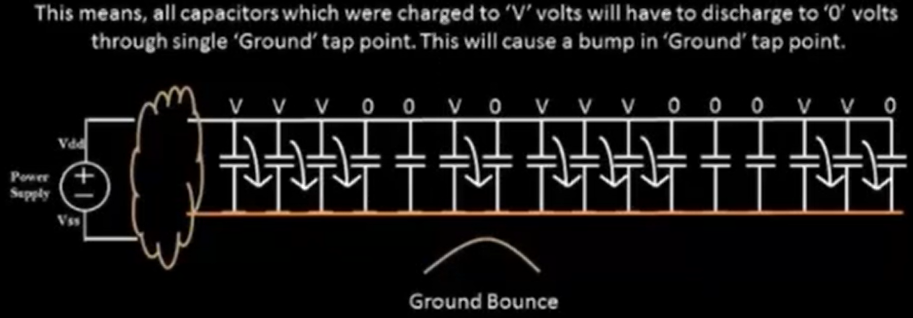 This means, all capacitors which were charged to 'V' volts will have to discharge to '0' volts
through single 'Ground' tap point. This will cause a bump in 'Ground' tap point.
V V V 0 0 V 0 V V V 0 0 0 V V 0
Vdd
Power
Supply
Vss
Ground Bounce